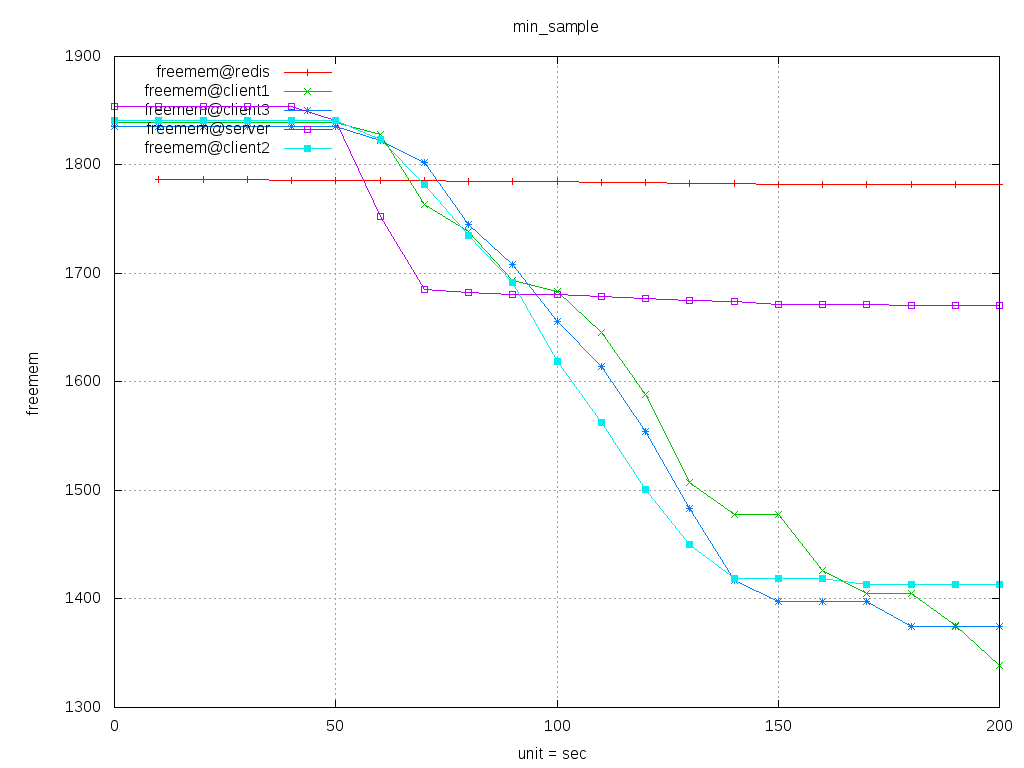 min_sample
1900
freemem@redis
freemem@client1
freemem@client3
freemem@server
freemem@client2
1800
1700
1600
freemem
1500
1400
1300
0 50 100 150 200
unit = sec